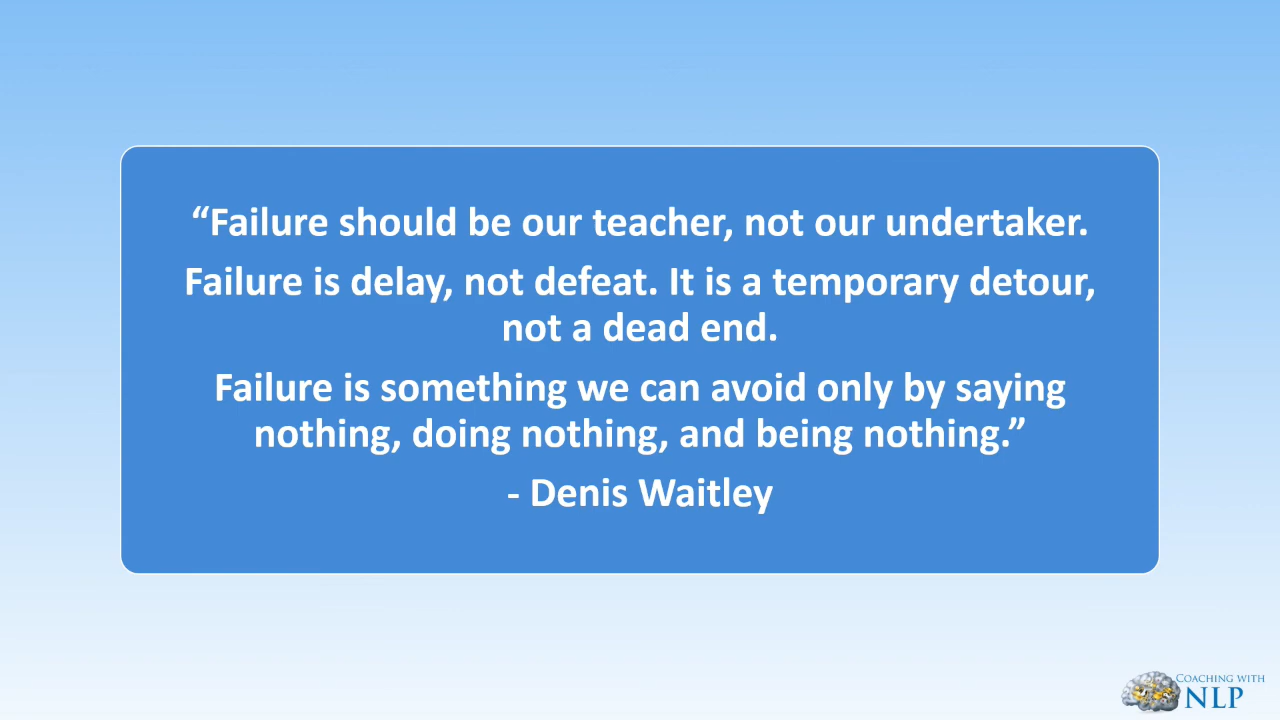 “Failure should be our teacher, not our undertaker.
Failure is delay, not defeat. It is a temporary detour,
not a dead end.
Failure is something we can avoid only by saying
nothing, doing nothing, and being nothing.”
- Denis Waitley
COACHING WITH
NLP